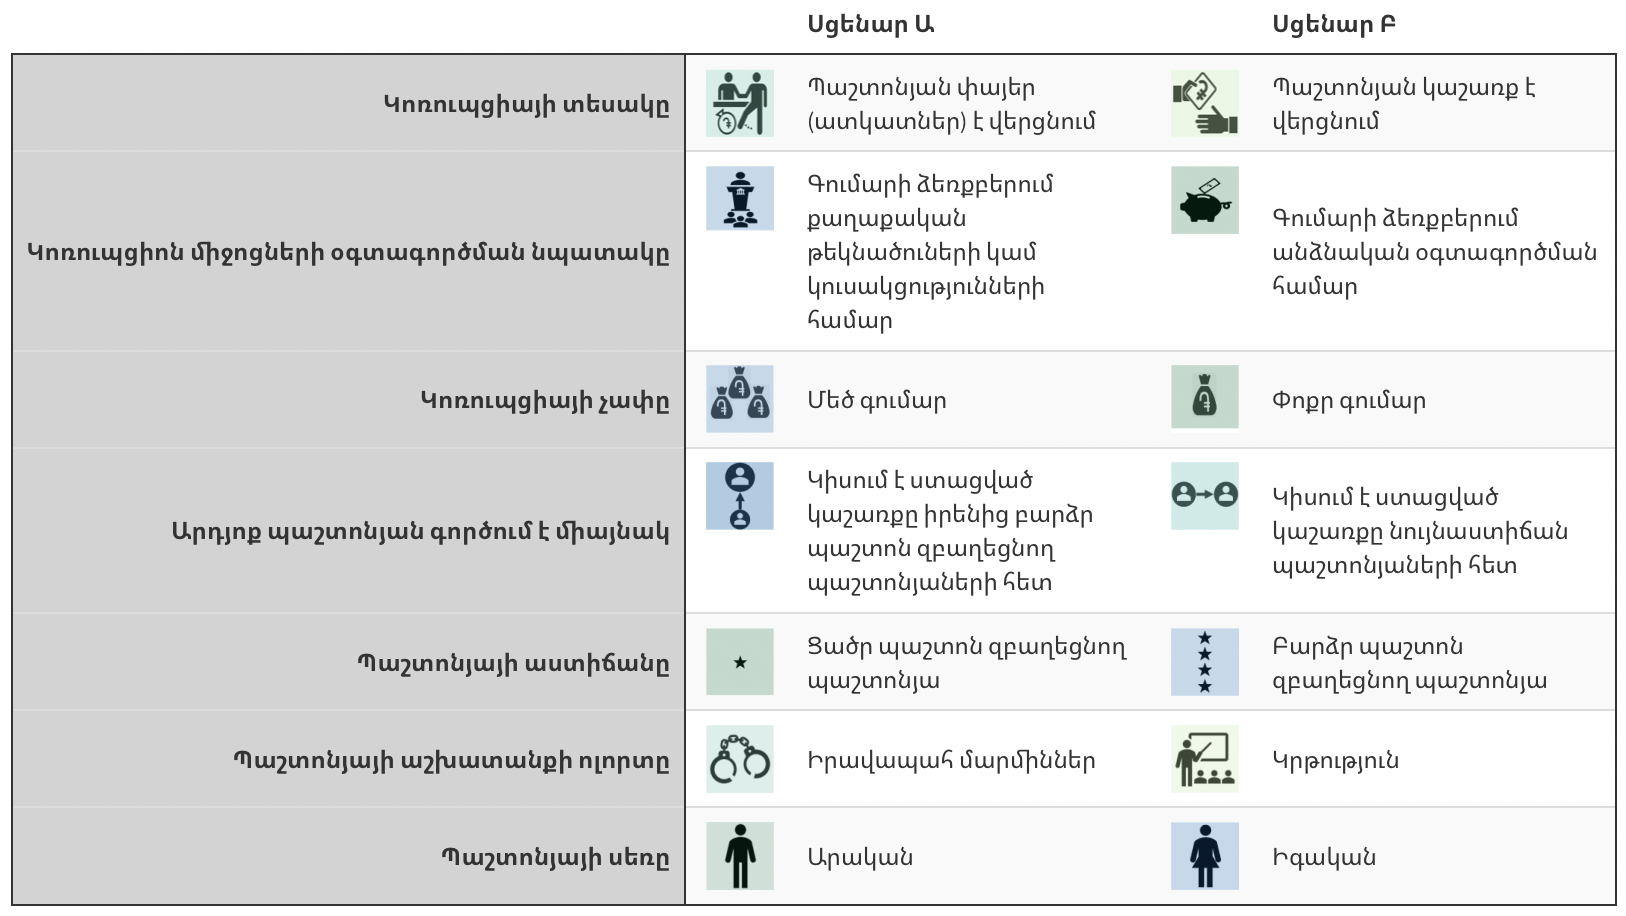 Սցենար Ա
Սցենար Բ
Կոռուպցիայի տեսակը
Պաշտոնյան փայեր
(ատկատներ) է վերցնում
Պաշտոնյան կաշառք է
վերցնում
Կոռուպցիոն միջոցների օգտագործման նպատակը
Գումարի ձեռքբերում
քաղաքական
թեկնածուների կամ
կուսակցությունների
համար
Գումարի ձեռքբերում
անձնական օգտագործման
համար
Կոռուպցիայի չափը
Մեծ գումար
Փոքր գումար
Արդյոք պաշտոնյան գործում է միայնակ
Կիսում է ստացված
կաշառքը իրենից բարձր
պաշտոն զբաղեցնող
պաշտոնյաների հետ
Կիսում է ստացված
կաշառքը նույնաստիճան
պաշտոնյաների հետ
Պաշտոնյայի աստիճանը
Ցածր պաշտոն զբաղեցնող
պաշտոնյա
Բարձր պաշտոն
զբաղեցնող պաշտոնյա
Պաշտոնյայի աշխատանքի ոլորտը
Իրավապահ մարմիններ
Կրթություն
Պաշտոնյայի սեռը
Արական
Իգական